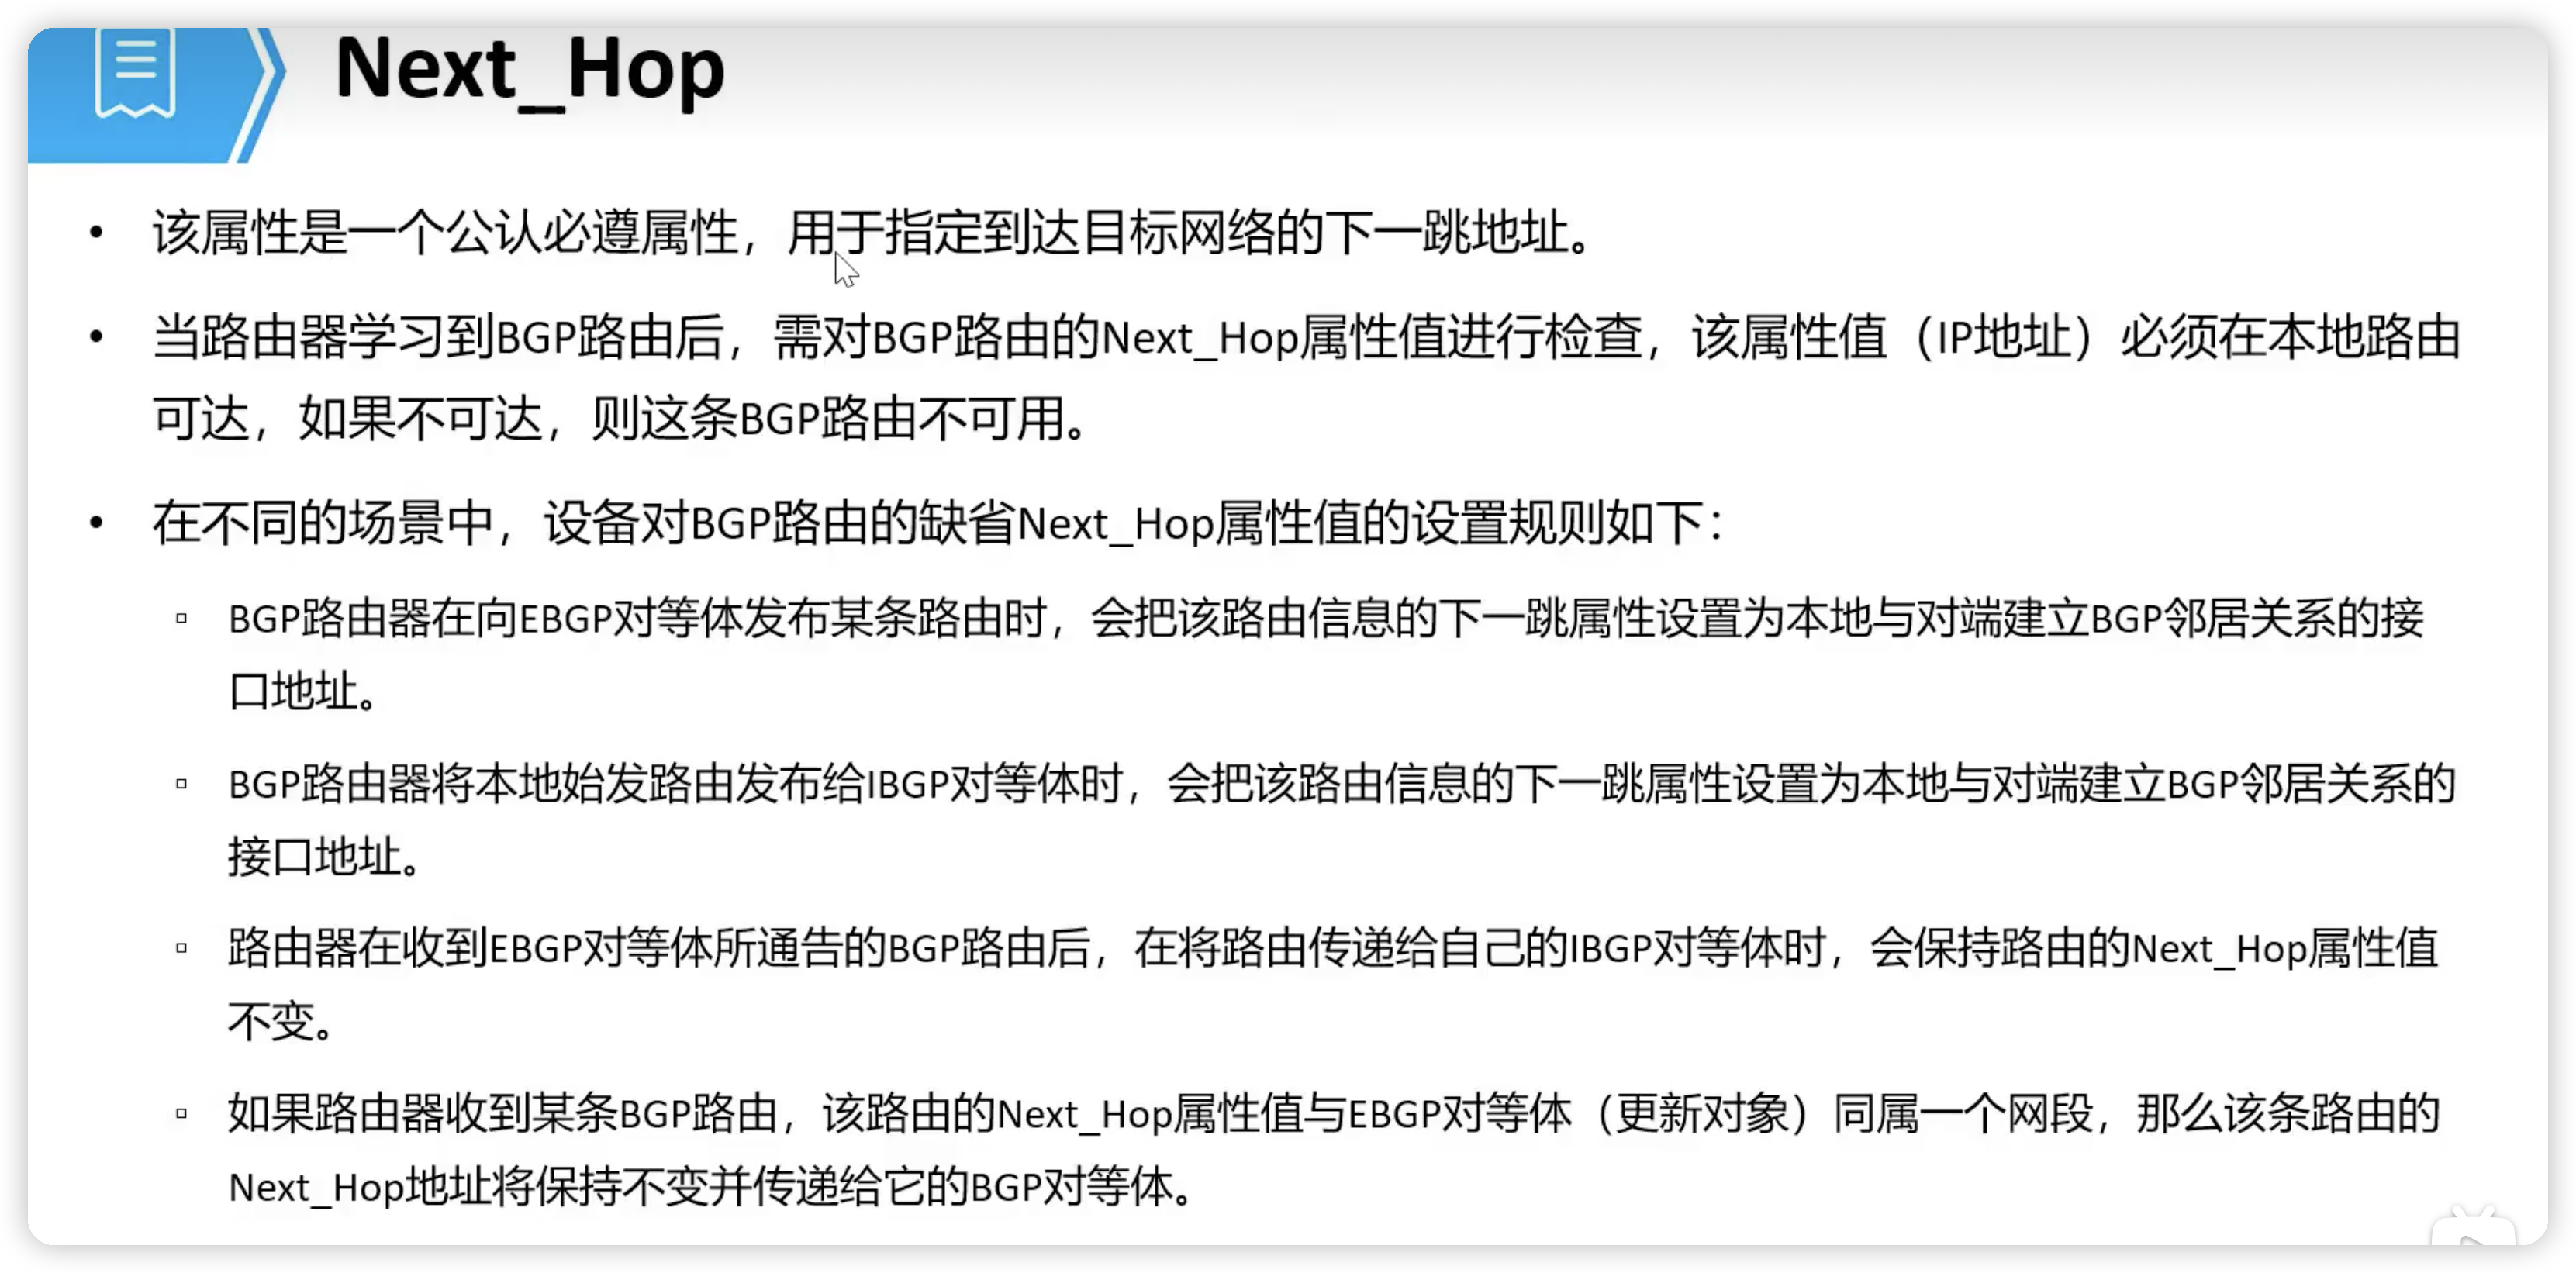 Next_Hop
• 该属性是一个公认必遵属性，用于指定到达目标网络的下一跳地址。
• 当路由器学习到BGP路由后，需对BGP路由的Next_Hop属性值进行检查，该属性值（IP地址）必须在本地路由
可达，如果不可达，则这条BGP路由不可用。
• 在不同的场景中，设备对BGP路由的缺省Next_Hop属性值的设置规则如下：
▫ BGP路由器在向EBGP对等体发布某条路由时，会把该路由信息的下一跳属性设置为本地与对端建立BGP邻居关系的接
口地址。
▫ BGP路由器将本地始发路由发布给IBGP对等体时，会把该路由信息的下一跳属性设置为本地与对端建立BGP邻居关系的
接口地址。
▫ 路由器在收到EBGP对等体所通告的BGP路由后，在将路由传递给自己的IBGP对等体时，会保持路由的Next_Hop属性值
不变。
▫ 如果路由器收到某条BGP路由，该路由的Next_Hop属性值与EBGP对等体（更新对象）同属一个网段，那么该条路由的
Next_Hop地址将保持不变并传递给它的BGP对等体。